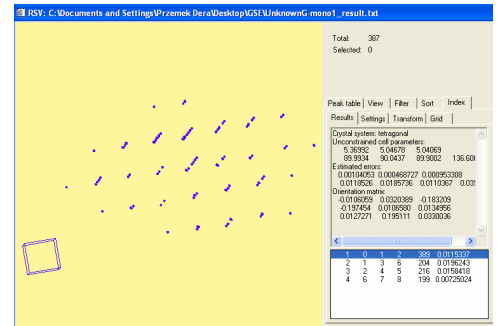 RSV: C:\Documents and Settings\Przemek Dera\Desktop\GSE\UnknownG-mono1_result.txt
Total: 387
Selected: 0
Peak table View Filter Sort Index
Results Settings Transform Grid
Crystal system: tetragonal
Unconstrained cell parameters:
5.36992 5.04678 5.04069
89.9934 90.0437 89.9002 136.60
Estimated errors:
0.00104053 0.000468727 0.000953308
0.0118526 0.0185736 0.0110367 0.03
Orientation matrix:
-0.0106059 0.0320389 -0.183209
-0.197454 0.0106580 0.0134956
0.0127271 0.195111 0.0330036
1 0 1 2 389 0.0115337
2 1 3 6 204 0.0196243
3 2 4 5 216 0.0158418
4 6 7 8 199 0.00725024